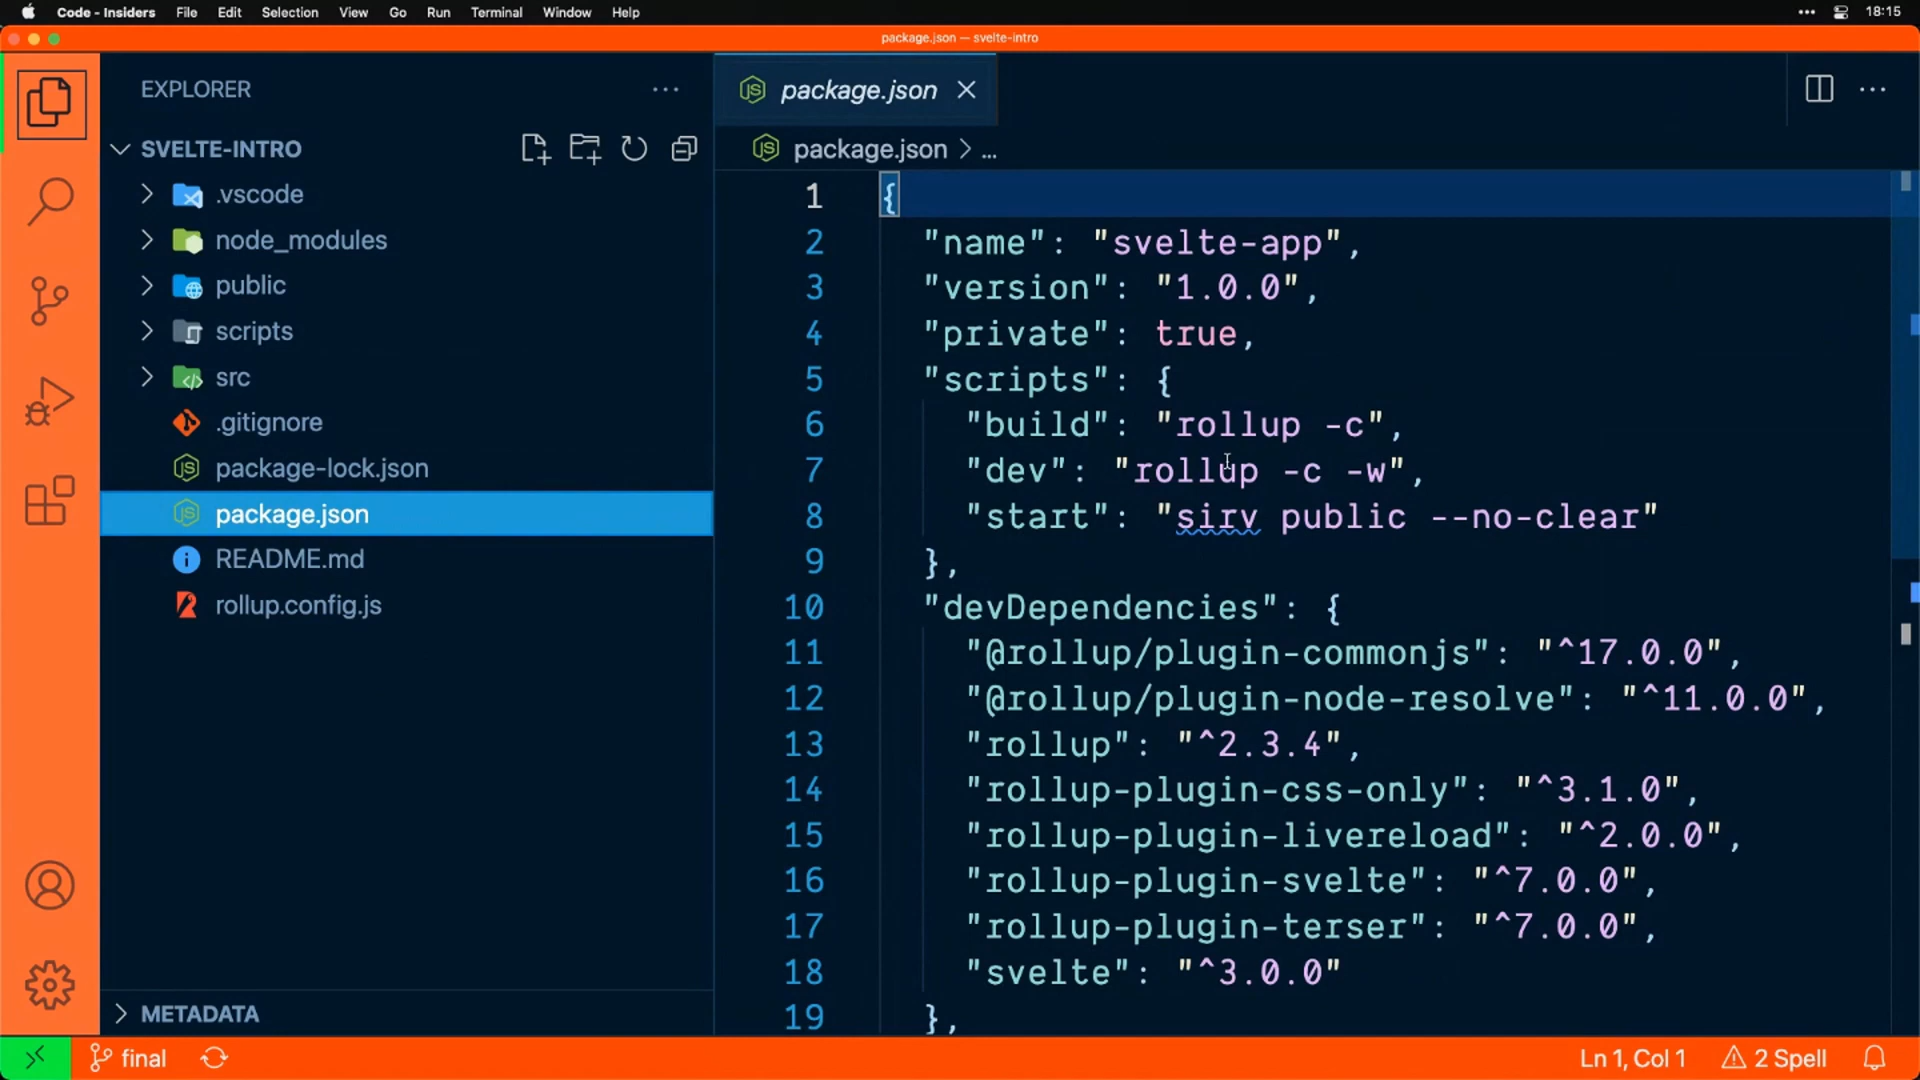 Code - Insiders File Edit Selection View Go Run Terminal Window Help 18:15
package.json — svelte-intro
EXPLORER
SVELTE-INTRO
.vscode
node_modules
public
scripts
src
.gitignore
package-lock.json
package.json
README.md
rollup.config.js
METADATA
package.json
package.json > ...
1 {
2 "name": "svelte-app",
3 "version": "1.0.0",
4 "private": true,
5 "scripts": {
6 "build": "rollup -c",
7 "dev": "rollup -c -w",
8 "start": "sirv public --no-clear"
9 },
10 "devDependencies": {
11 "@rollup/plugin-commonjs": "^17.0.0",
12 "@rollup/plugin-node-resolve": "^11.0.0",
13 "rollup": "^2.3.4",
14 "rollup-plugin-css-only": "^3.1.0",
15 "rollup-plugin-livereload": "^2.0.0",
16 "rollup-plugin-svelte": "^7.0.0",
17 "rollup-plugin-terser": "^7.0.0",
18 "svelte": "^3.0.0"
19 },
final Ln 1, Col 1 2 Spell